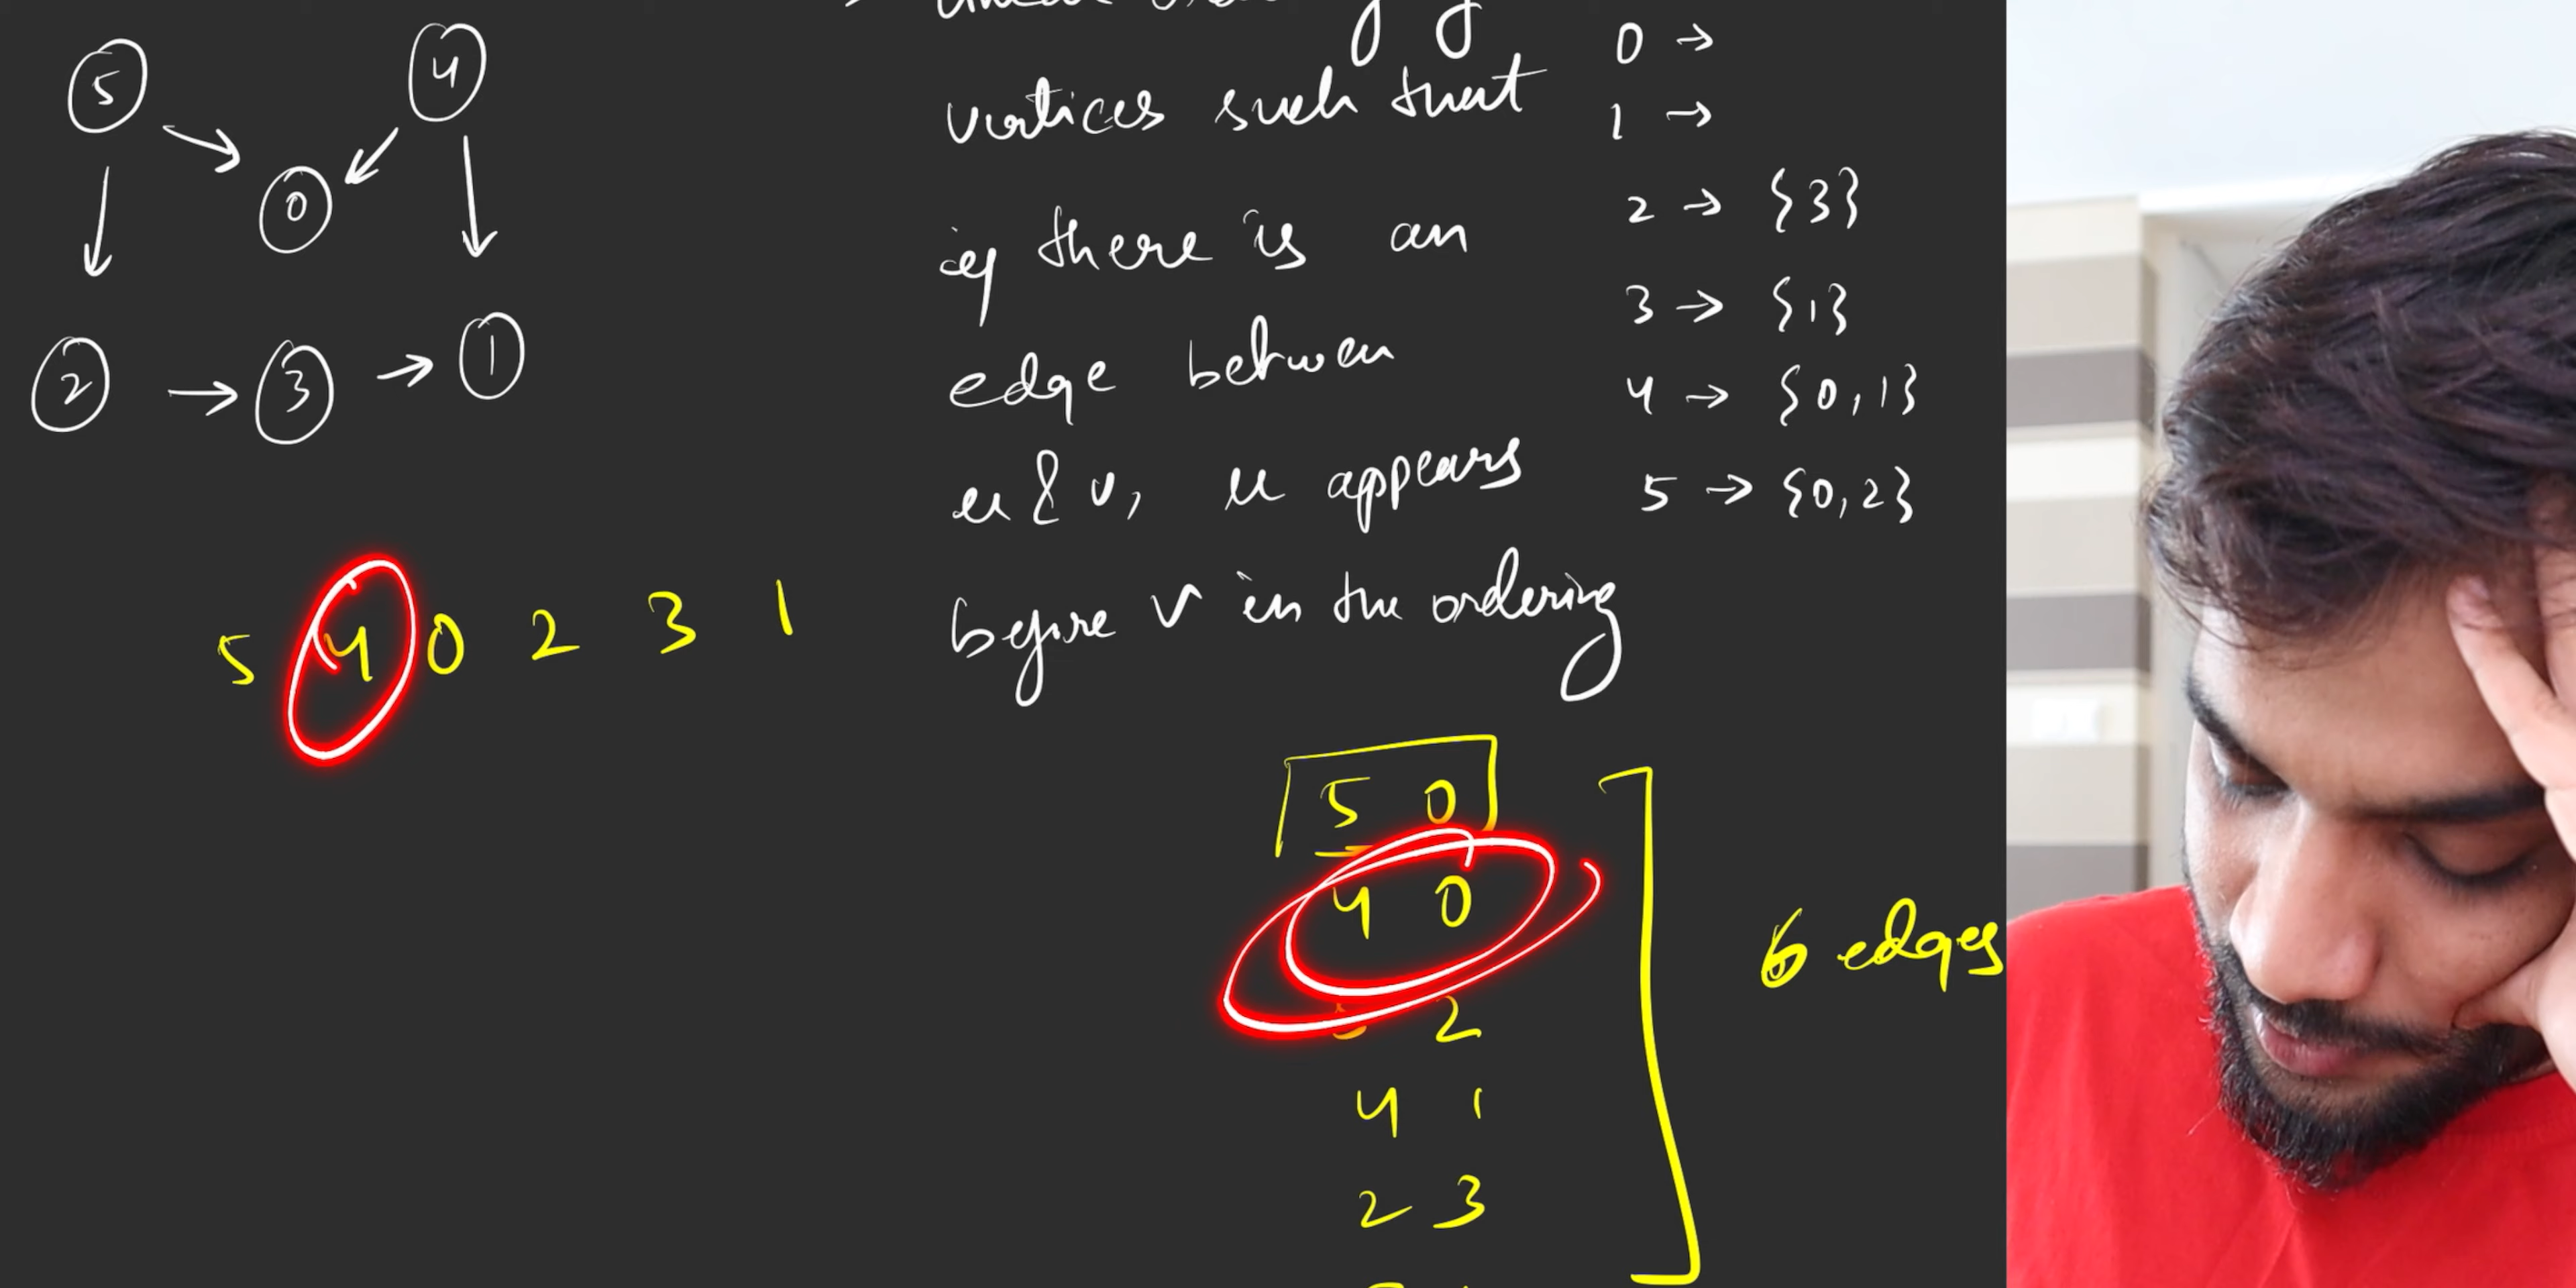 5 4
0
2 → 3 → 1
vertices such that
if there is an
edge between
u & v, u appears
before v in the ordering
0 →
1 →
2 → {3}
3 → {1}
4 → {0,1}
5 → {0,2}
5 4 0 2 3 1
5 0
4 0
2
4 1
2 3
6 edges